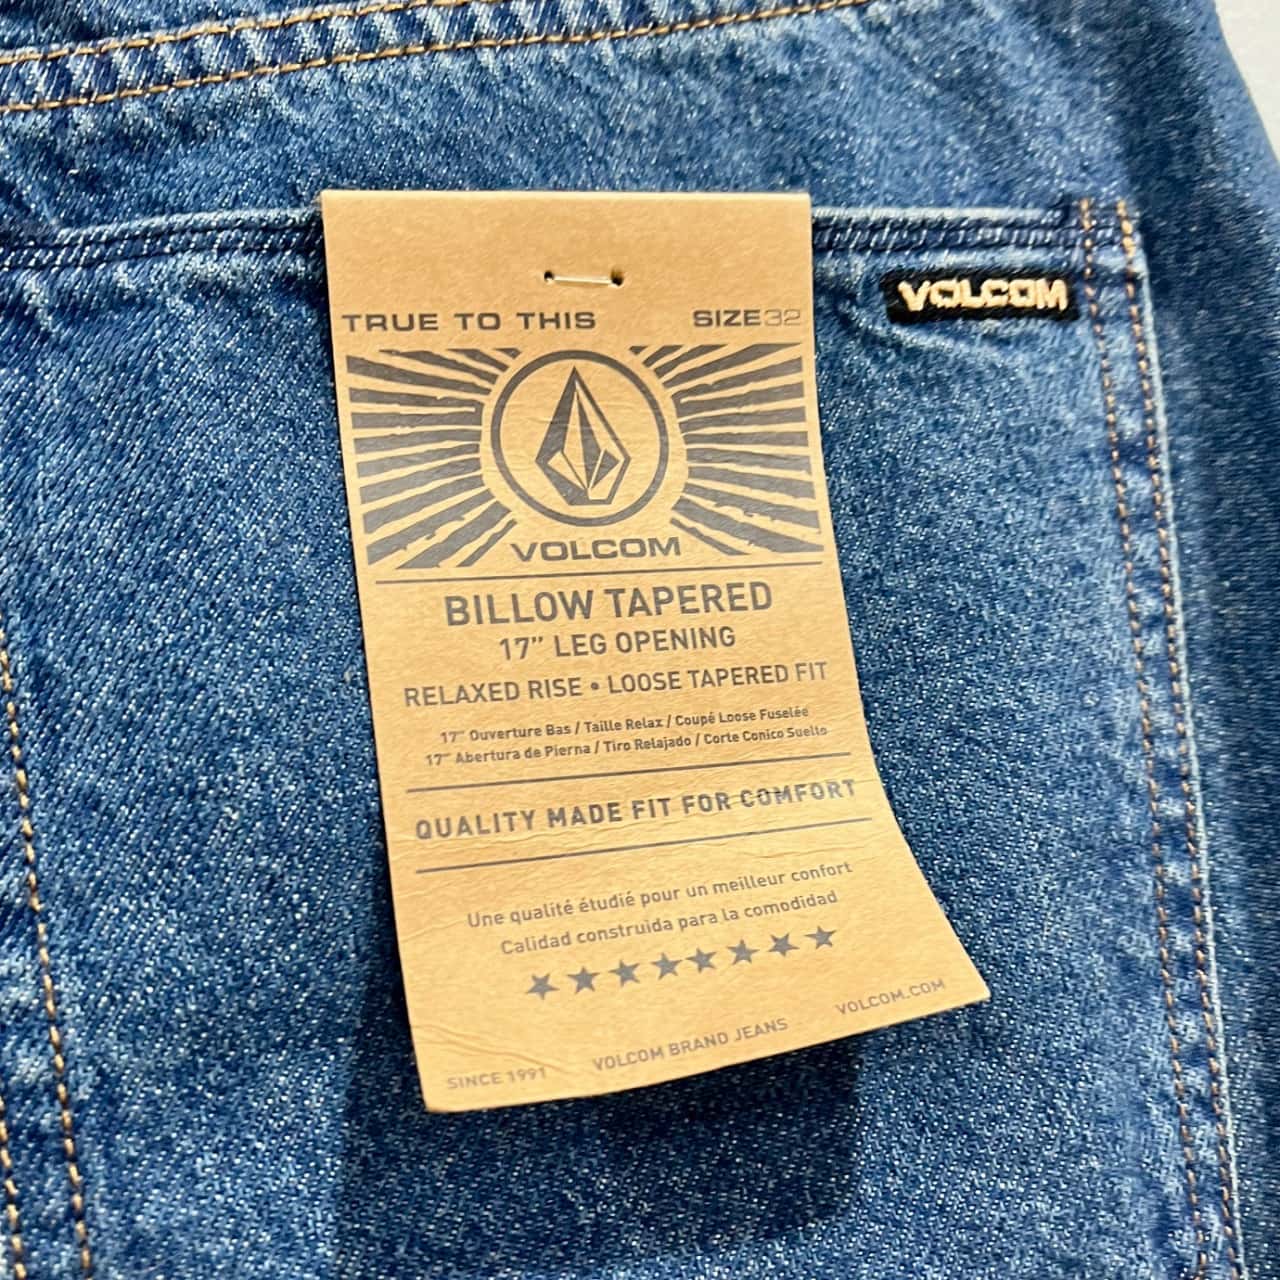 TRUE TO THIS SIZE 32
VOLCOM
VOLCOM
BILLOW TAPERED
17" LEG OPENING
RELAXED RISE • LOOSE TAPERED FIT
17" Ouverture Bas / Taille Relax / Coupé Loose Fuselée
17" Abertura de Pierna / Tiro Relajado / Corte Conico Suelto
QUALITY MADE FIT FOR COMFORT
Une qualité étudié pour un meilleur confort
Calidad construida para la comodidad
SINCE 1991 VOLCOM BRAND JEANS VOLCOM.COM